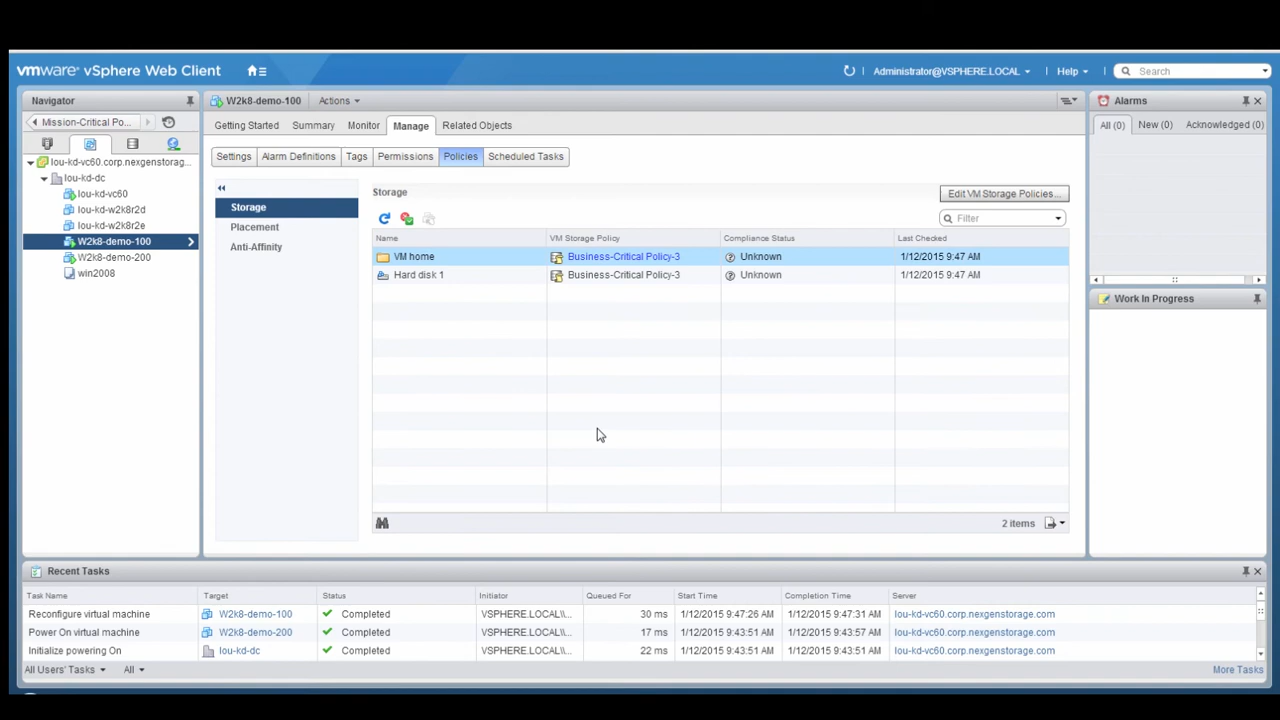 vmware® vSphere Web Client
Administrator@VSPHERE.LOCAL
Help
Search
Navigator
Mission-Critical Po...
lou-kd-vc60.corp.nexgenstorag...
lou-kd-dc
lou-kd-vc60
lou-kd-w2k8r2d
lou-kd-w2k8r2e
W2k8-demo-100
W2k8-demo-200
win2008
W2k8-demo-100 Actions
Getting Started Summary Monitor Manage Related Objects
Settings Alarm Definitions Tags Permissions Policies Scheduled Tasks
Storage
Placement
Anti-Affinity
Storage
Edit VM Storage Policies...
Filter
Name VM Storage Policy Compliance Status Last Checked
VM home Business-Critical Policy-3 Unknown 1/12/2015 9:47 AM
Hard disk 1 Business-Critical Policy-3 Unknown 1/12/2015 9:47 AM
2 items
Alarms
All (0) New (0) Acknowledged (0)
Work In Progress
Recent Tasks
Task Name Target Status Initiator Queued For Start Time Completion Time Server
Reconfigure virtual machine W2k8-demo-100 Completed VSPHERE.LOCAL\\... 30 ms 1/12/2015 9:47:26 AM 1/12/2015 9:47:31 AM lou-kd-vc60.corp.nexgenstorage.com
Power On virtual machine W2k8-demo-200 Completed VSPHERE.LOCAL\\... 17 ms 1/12/2015 9:43:51 AM 1/12/2015 9:43:57 AM lou-kd-vc60.corp.nexgenstorage.com
Initialize powering On lou-kd-dc Completed VSPHERE.LOCAL\\... 22 ms 1/12/2015 9:43:51 AM 1/12/2015 9:43:51 AM lou-kd-vc60.corp.nexgenstorage.com
All Users' Tasks All More Tasks